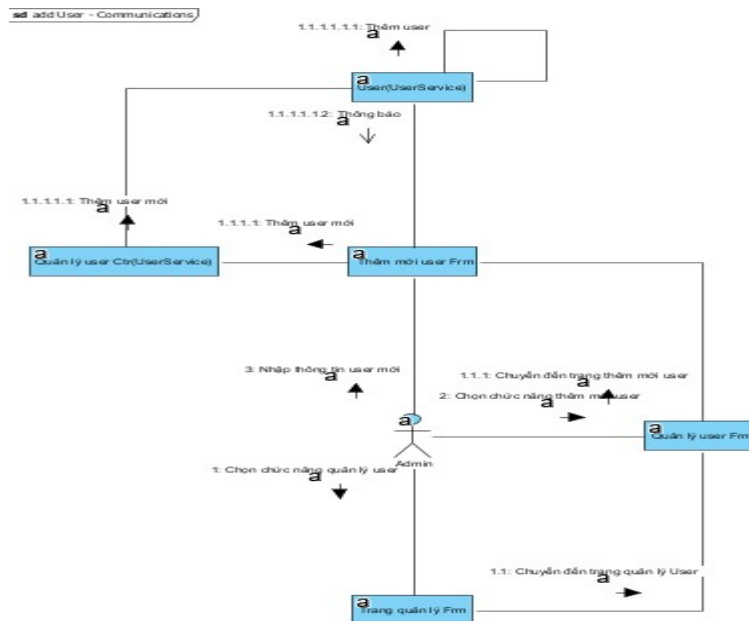 sd add User - Communications
1.1.1.1.1.1: Thêm user
a
a
User(UserService)
1.1.1.1.1.2: Thông báo
a
1.1.1.1.1: Thêm user mới
a
1.1.1.1: Thêm user mới
a
a
Quản lý user Ctr(UserService)
a
Thêm mới user Frm
3: Nhập thông tin user mới
a
1.1.1: Chuyển đến trang thêm mới user
a
2: Chọn chức năng thêm mới user
a
a
a
Quản lý user Frm
Admin
1: Chọn chức năng quản lý user
a
1.1: Chuyển đến trang quản lý User
a
a
Trang quản lý Frm